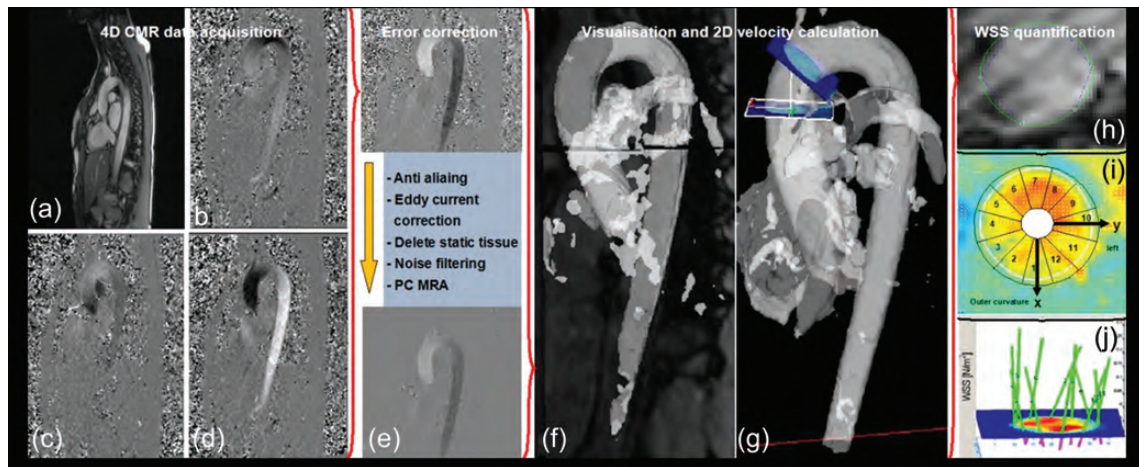 4D CMR data acquisition
Error correction
Visualisation and 2D velocity calculation
WSS quantification
(a)
b
(c)
(d)
- Anti aliaing
- Eddy current
correction
- Delete static tissue
- Noise filtering
- PC MRA
(e)
(f)
(g)
(h)
(i)
7
6
8
5
9
4
10
y
3
11
left
2
12
1
Outer curvature
x
(j)